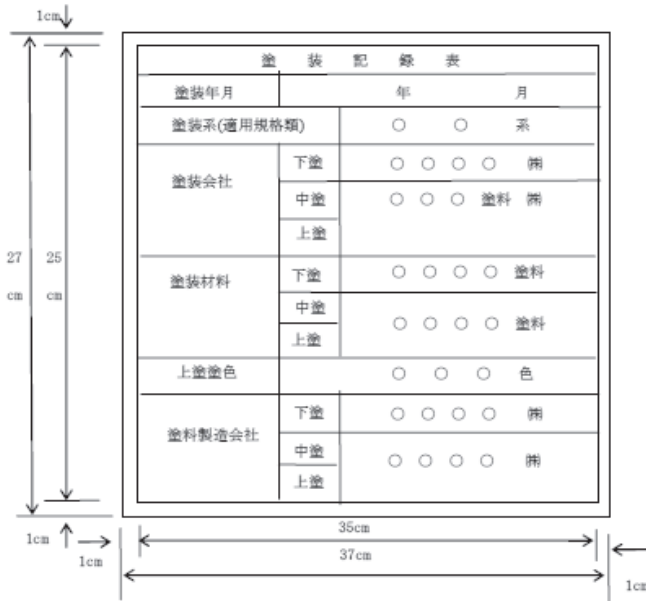 1cm
塗 装 記 録 表
塗装年月 年 月
塗装系(適用規格類) ○ ○ 系
塗装会社 下塗 ○ ○ ○ ○ ㈱
中塗 ○ ○ ○ 塗料 ㈱
上塗
27 cm 25 cm
塗装材料 下塗 ○ ○ ○ ○ 塗料
中塗
上塗 ○ ○ ○ ○ 塗料
上塗塗色 ○ ○ ○ 色
塗料製造会社 下塗 ○ ○ ○ ○ ㈱
中塗
上塗 ○ ○ ○ ○ ㈱
1cm
1cm
35cm
37cm
1cm